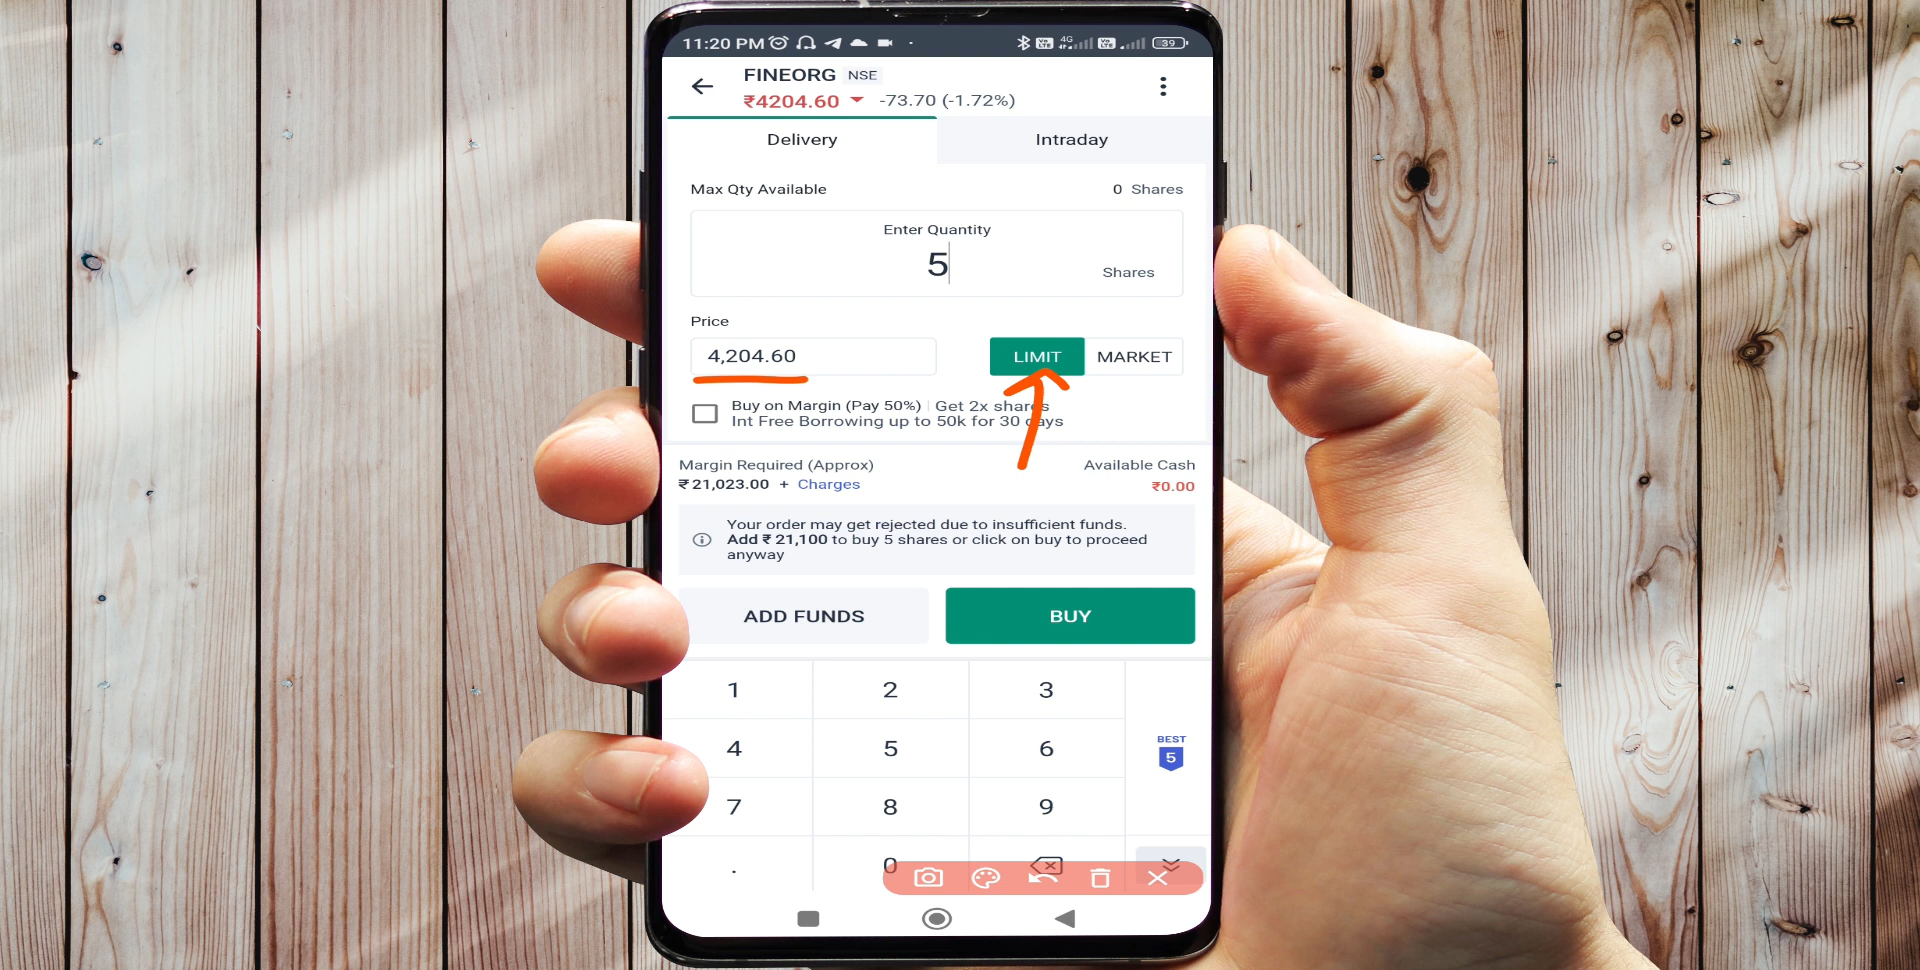 11:20 PM
4G
39
FINEORG NSE
₹4204.60 -73.70 (-1.72%)
Delivery Intraday
Max Qty Available 0 Shares
Enter Quantity
5
Shares
Price
4,204.60 LIMIT MARKET
Buy on Margin (Pay 50%) | Get 2x shares
Int Free Borrowing up to 50k for 30 days
Margin Required (Approx) Available Cash
₹21,023.00 + Charges ₹0.00
Your order may get rejected due to insufficient funds.
Add ₹ 21,100 to buy 5 shares or click on buy to proceed
anyway
ADD FUNDS BUY
1 2 3
4 5 6
BEST
5
7 8 9
. 0